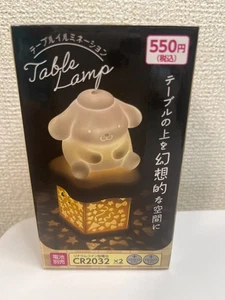 テーブルイルミネーション
Table
Lamp
550円
(税込)
テーブルの上を幻想的な空間に
電池
別売
CR2032 ×2